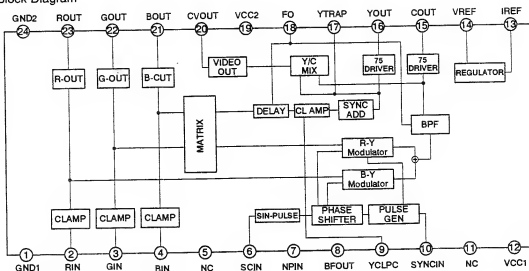 Block Diagram
GND2 ROUT GOUT BOUT CVOUT VCC2 FO YTRAP YOUT COUT VREF IREF
24 23 22 21 20 19 18 17 16 15 14 13
VIDEO OUT
Y/C MIX
75 DRIVER
75 DRIVER
REGULATOR
R-OUT
G-OUT
B-CUT
MATRIX
DELAY
CL AMP
SYNC ADD
BPF
R-Y Modulator
B-Y Modulator
CLAMP
CLAMP
CLAMP
SIN-PULSE
PHASE SHIFTER
PULSE GEN
1 2 3 4 5 6 7 8 9 10 11 12
GND1 RIN GIN BIN NC SCIN NPIN BFOUT YCLPC SYNCIN NC VCC1